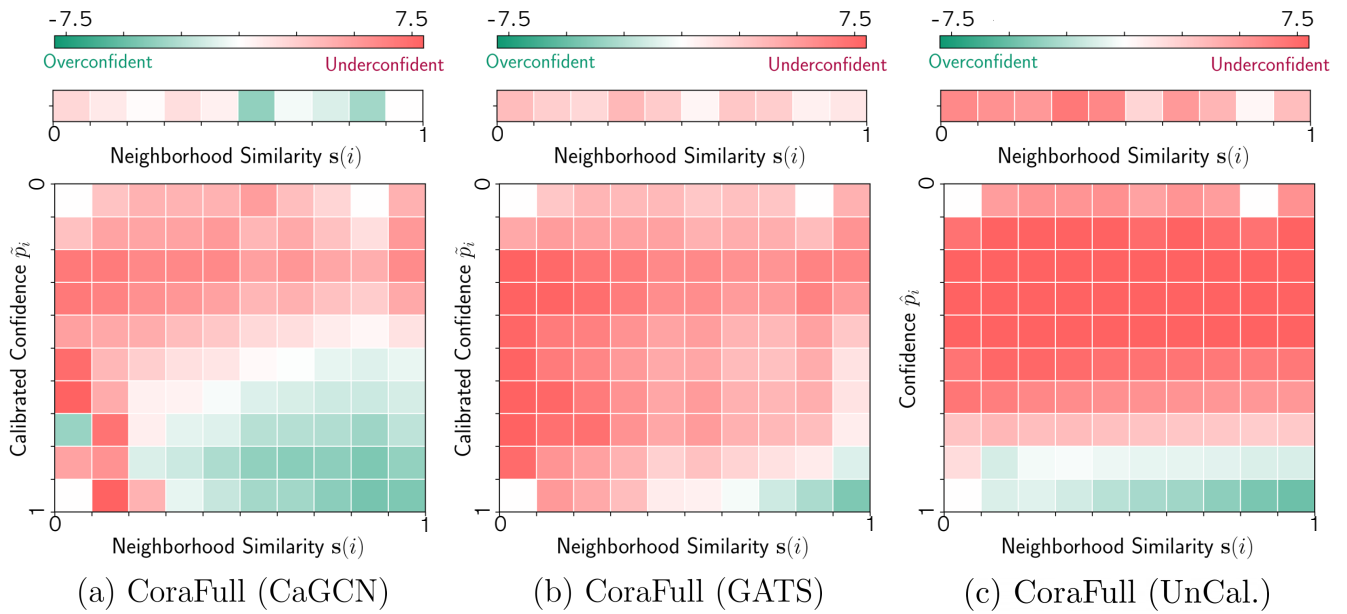 -7.5 7.5
Overconfident Underconfident
0 1
Neighborhood Similarity s(i)
0
Calibrated Confidence p̃ᵢ
1
0 1
Neighborhood Similarity s(i)
(a) CoraFull (CaGCN)
-7.5 7.5
Overconfident Underconfident
0 1
Neighborhood Similarity s(i)
0
Calibrated Confidence p̃ᵢ
1
0 1
Neighborhood Similarity s(i)
(b) CoraFull (GATS)
-7.5 7.5
Overconfident Underconfident
0 1
Neighborhood Similarity s(i)
0
Confidence p̂ᵢ
1
0 1
Neighborhood Similarity s(i)
(c) CoraFull (UnCal.)